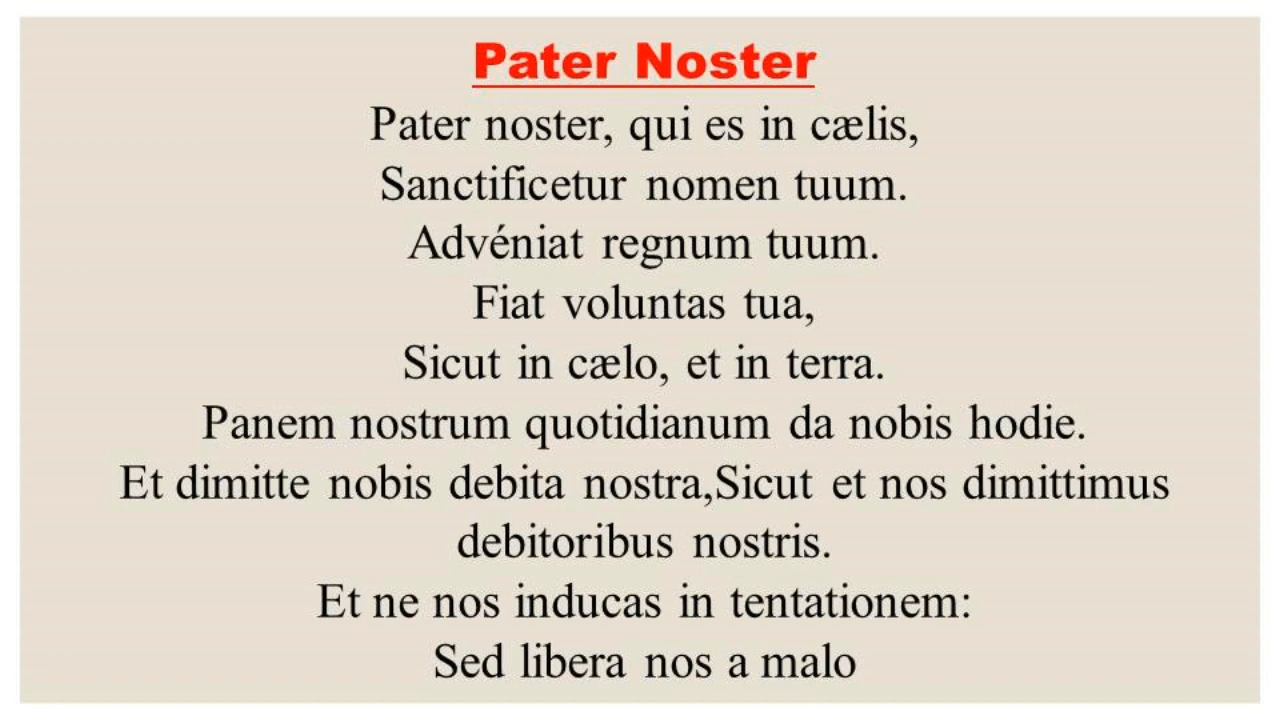 Pater Noster
Pater noster, qui es in cælis,
Sanctificetur nomen tuum.
Advéniat regnum tuum.
Fiat voluntas tua,
Sicut in cælo, et in terra.
Panem nostrum quotidianum da nobis hodie.
Et dimitte nobis debita nostra,Sicut et nos dimittimus
debitoribus nostris.
Et ne nos inducas in tentationem:
Sed libera nos a malo